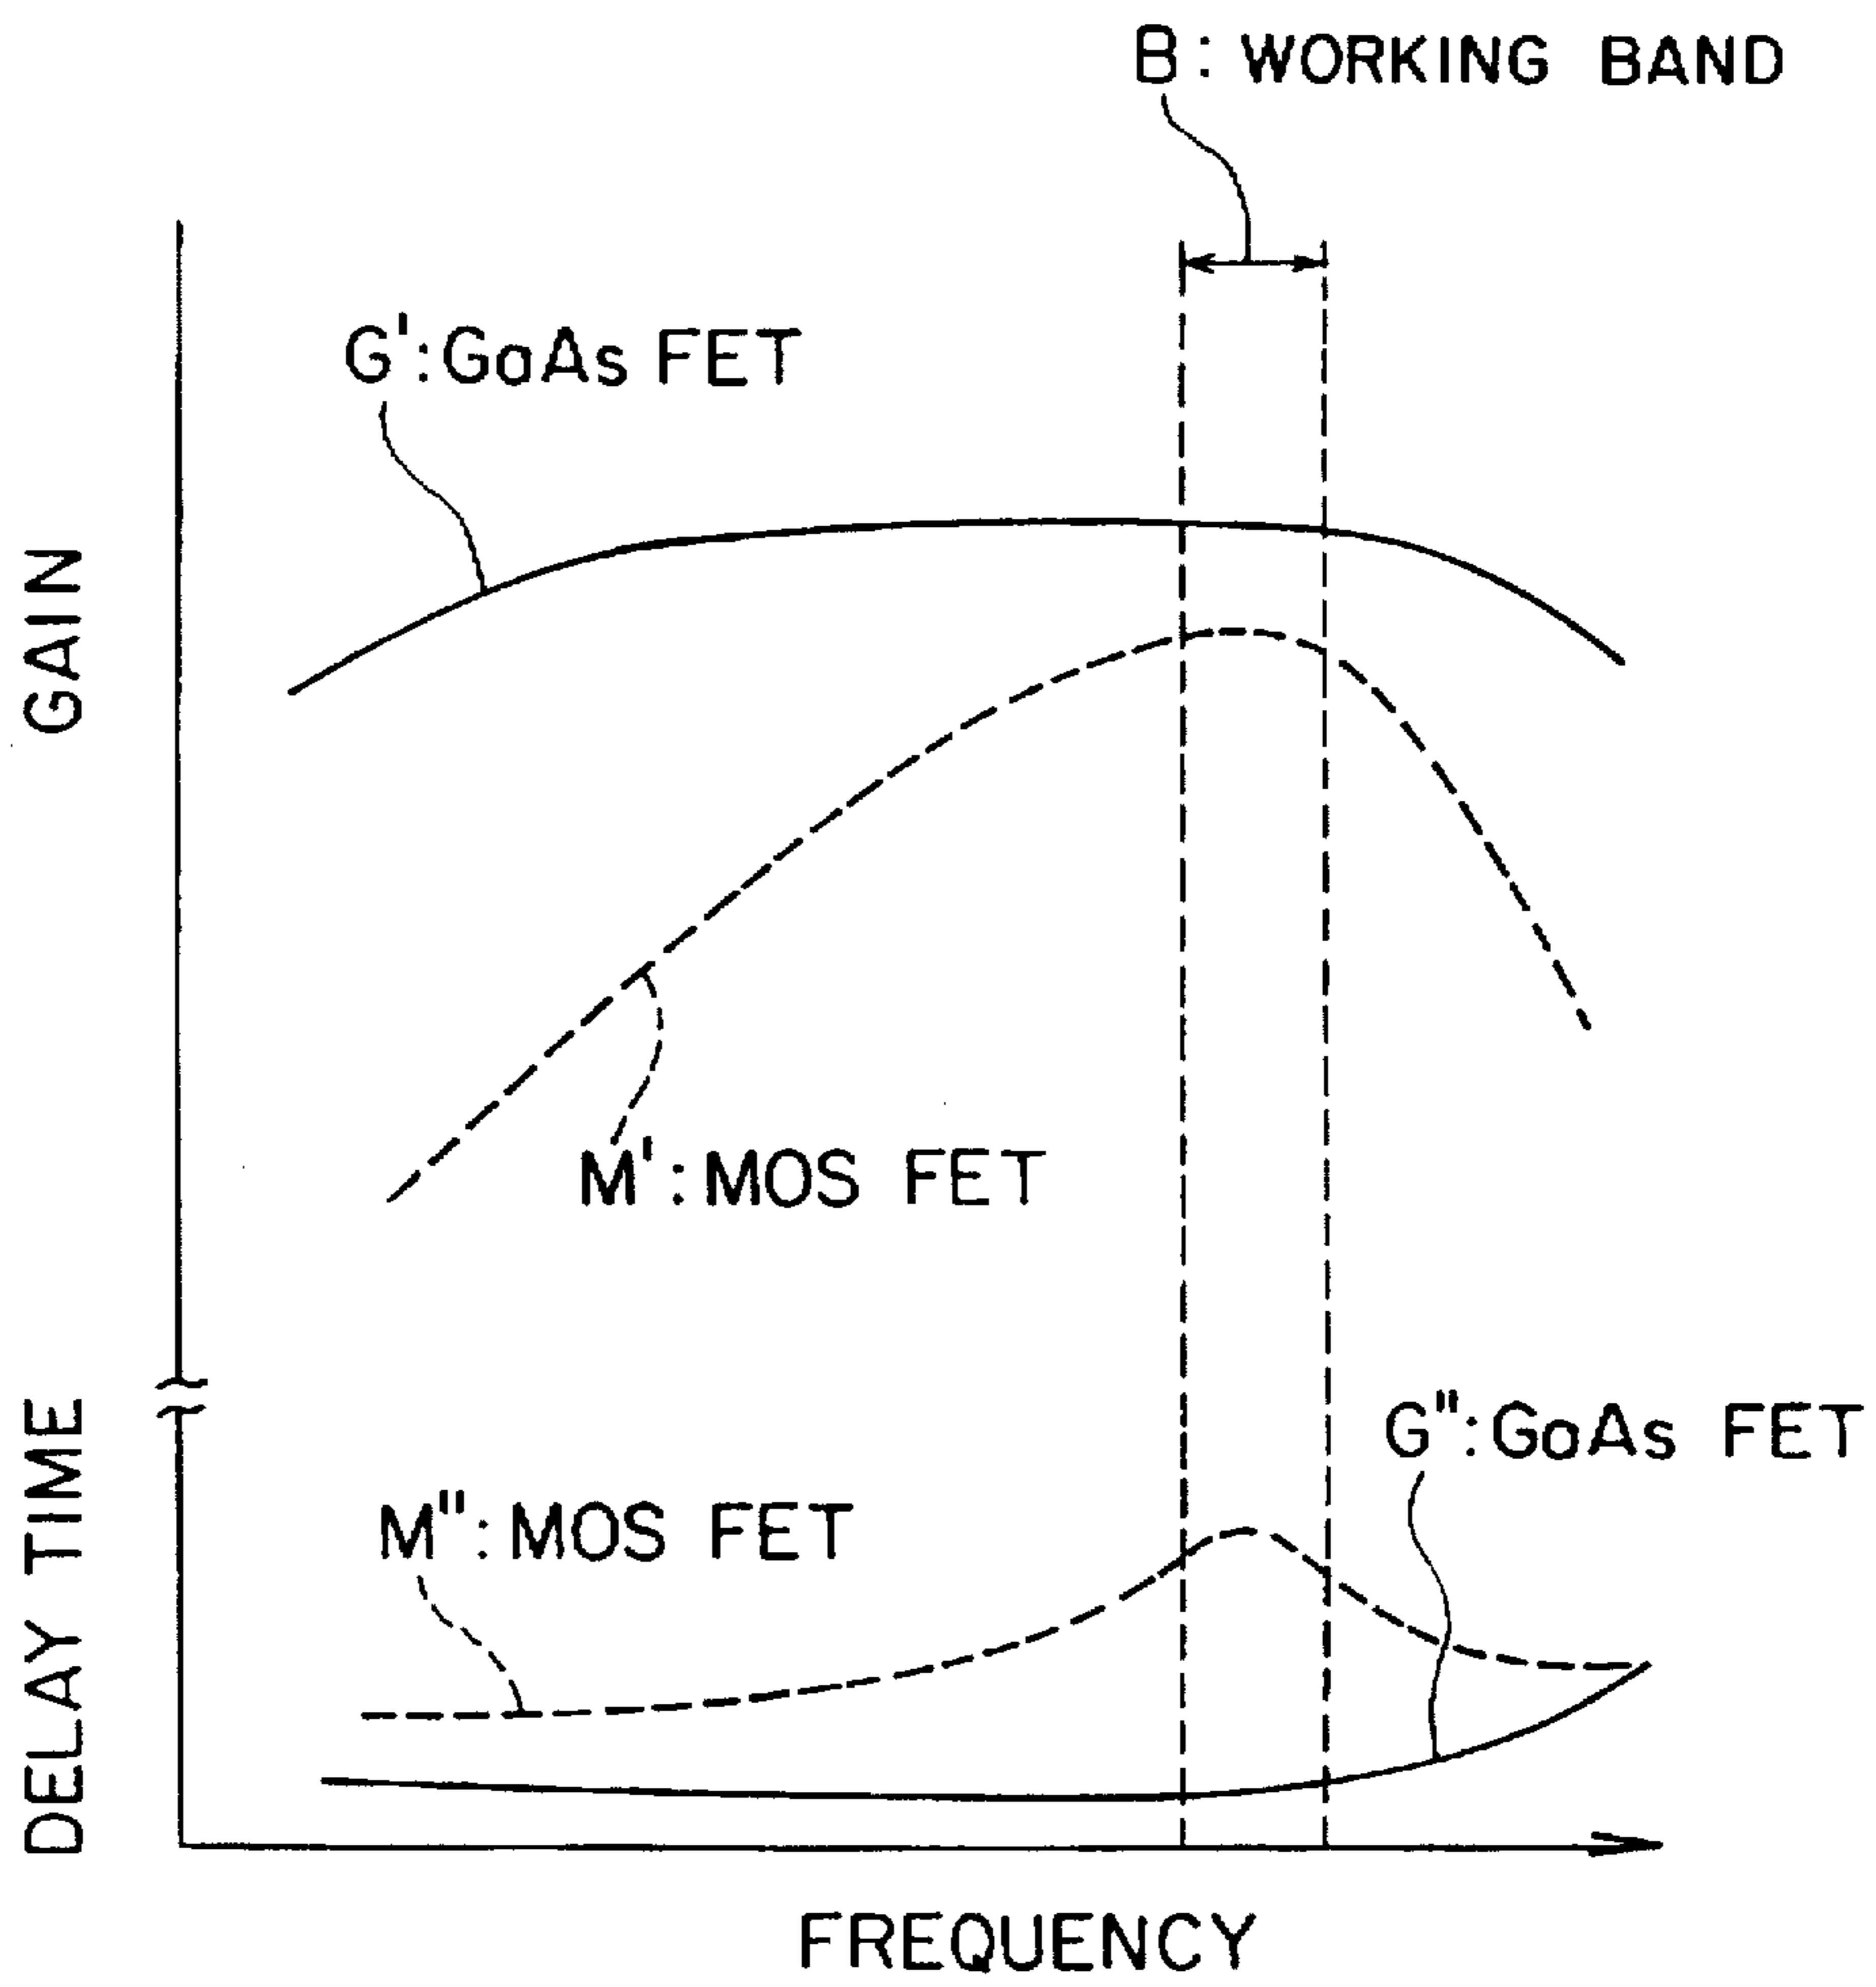 B: WORKING BAND
G': GoAs FET
GAIN
M': MOS FET
G": GoAs FET
M": MOS FET
DELAY TIME
FREQUENCY